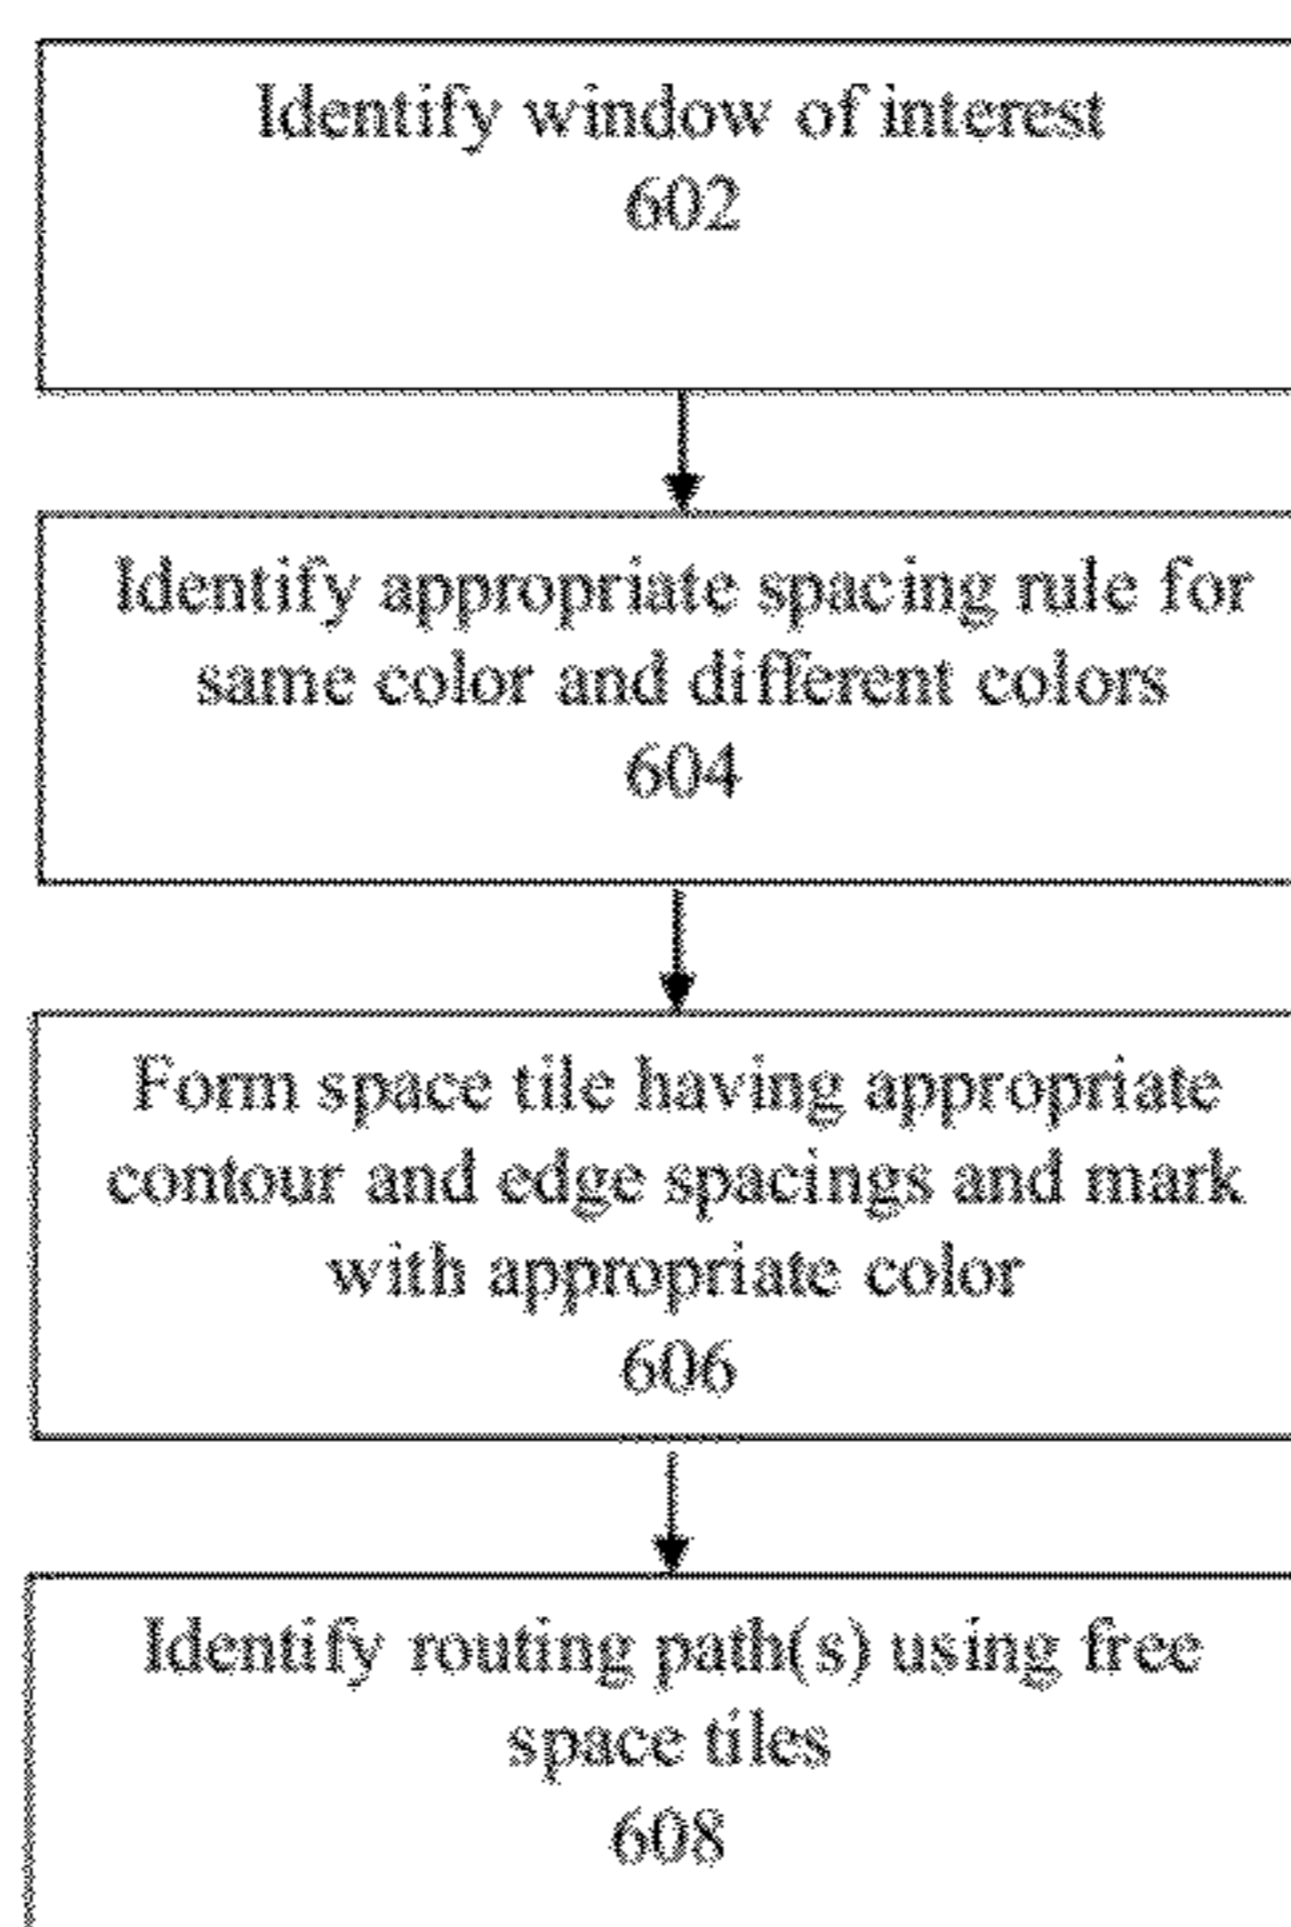 Identify window of interest
602
Identify appropriate spacing rule for
same color and different colors
604
Form space tile having appropriate
contour and edge spacings and mark
with appropriate color
606
Identify routing path(s) using free
space tiles
608